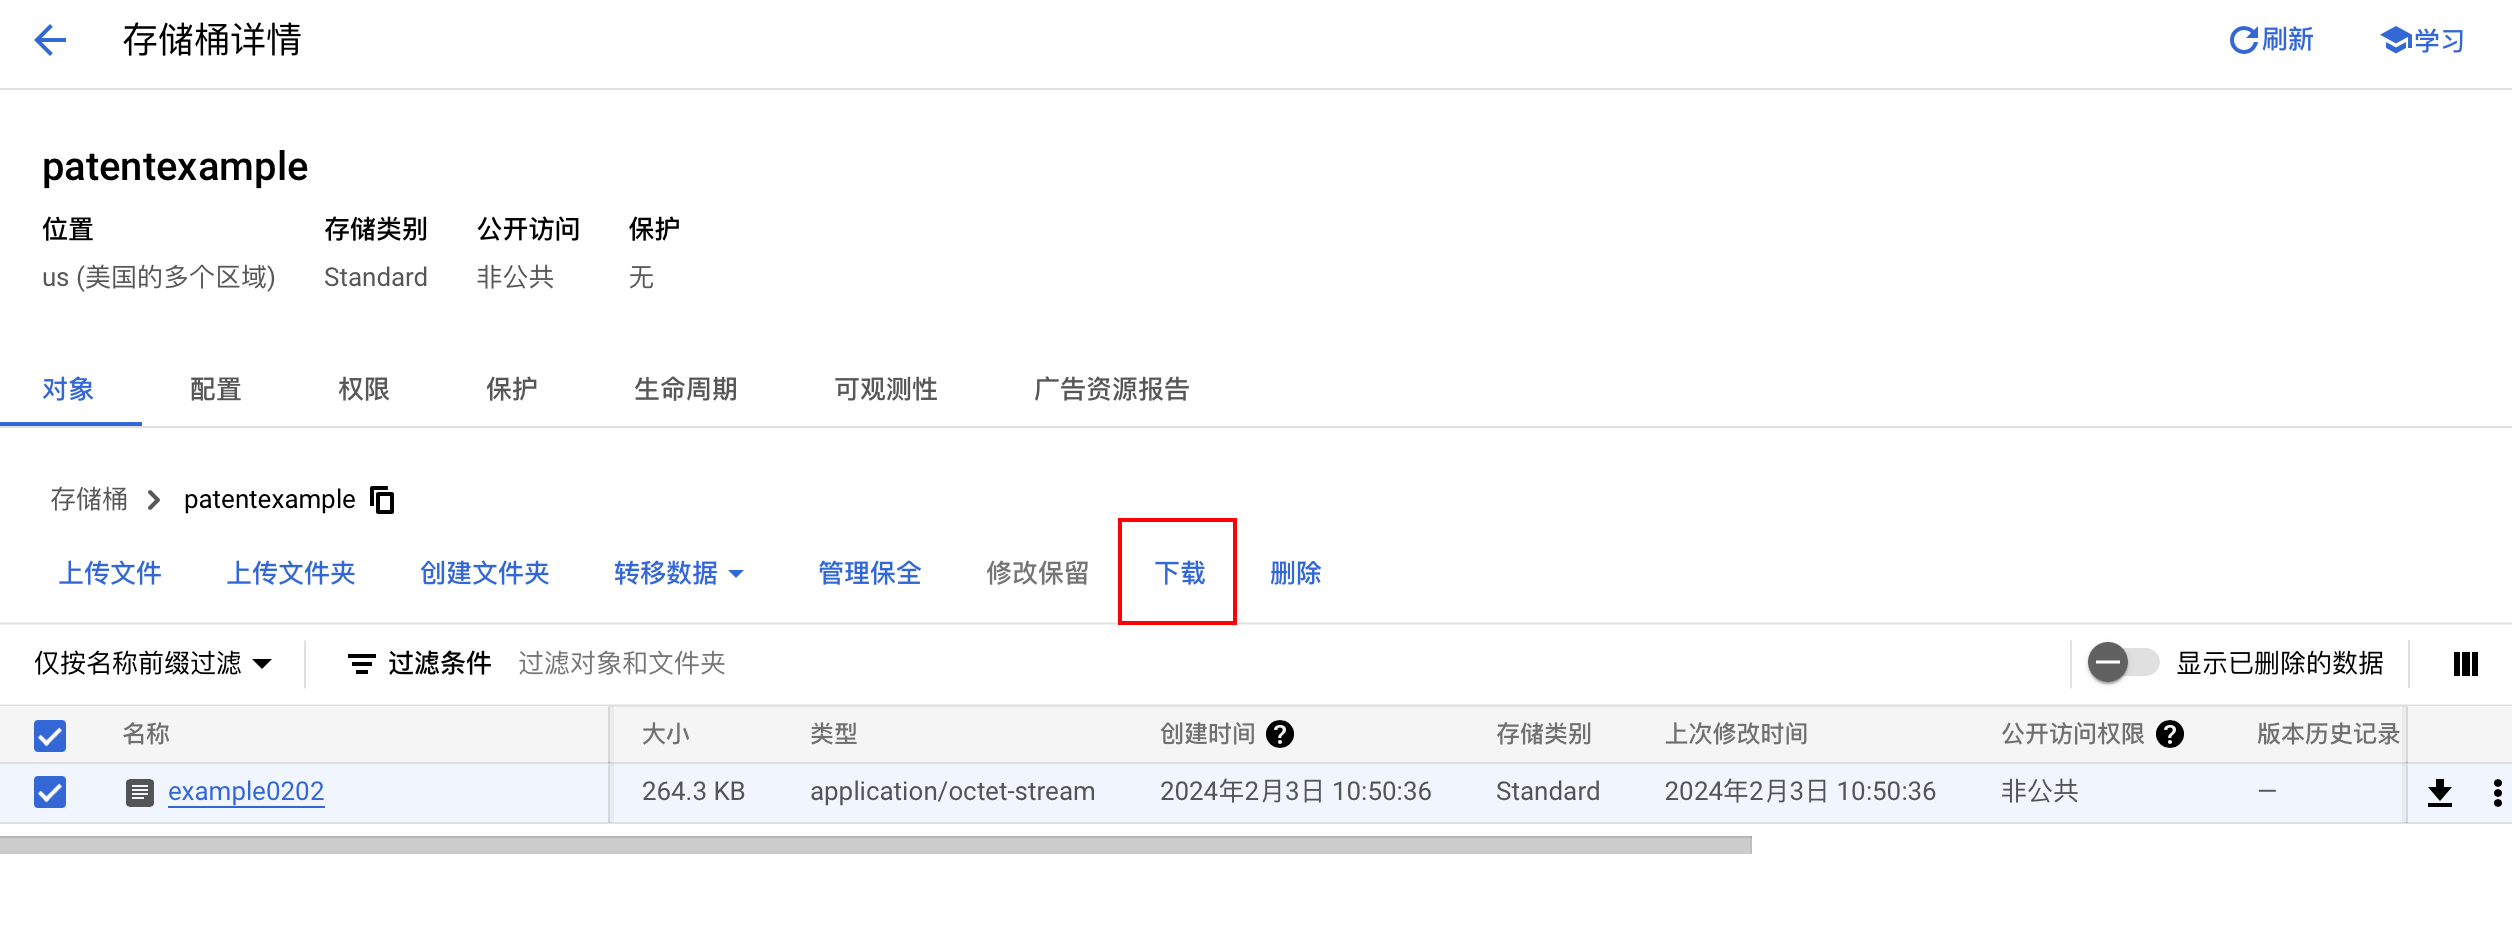 存储桶详情
刷新
学习
patentexample
位置 存储类别 公开访问 保护
us (美国的多个区域) Standard 非公共 无
对象 配置 权限 保护 生命周期 可观测性 广告资源报告
存储桶 patentexample
上传文件 上传文件夹 创建文件夹 转移数据 管理保全 修改保留 下载 删除
仅按名称前缀过滤 过滤条件 过滤对象和文件夹 显示已删除的数据
名称 大小 类型 创建时间 存储类别 上次修改时间 公开访问权限 版本历史记录
example0202 264.3 KB application/octet-stream 2024年2月3日 10:50:36 Standard 2024年2月3日 10:50:36 非公共 —